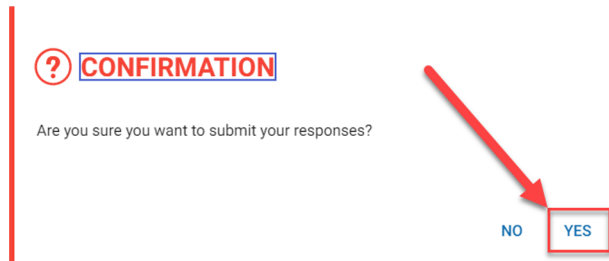 ? CONFIRMATION
Are you sure you want to submit your responses?
NO YES